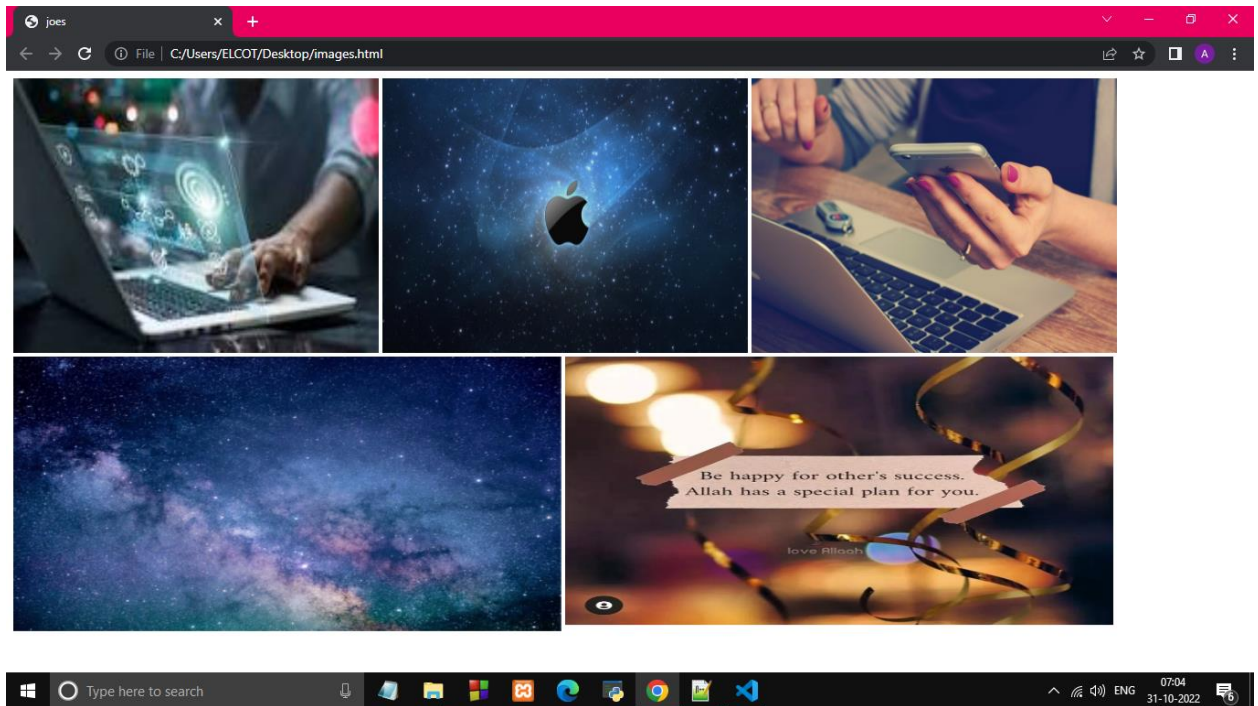 joes
File
C:/Users/ELCOT/Desktop/images.html
A
Be happy for other's success.
Allah has a special plan for you.
love Allaah
Type here to search
ENG
07:04
31-10-2022
6